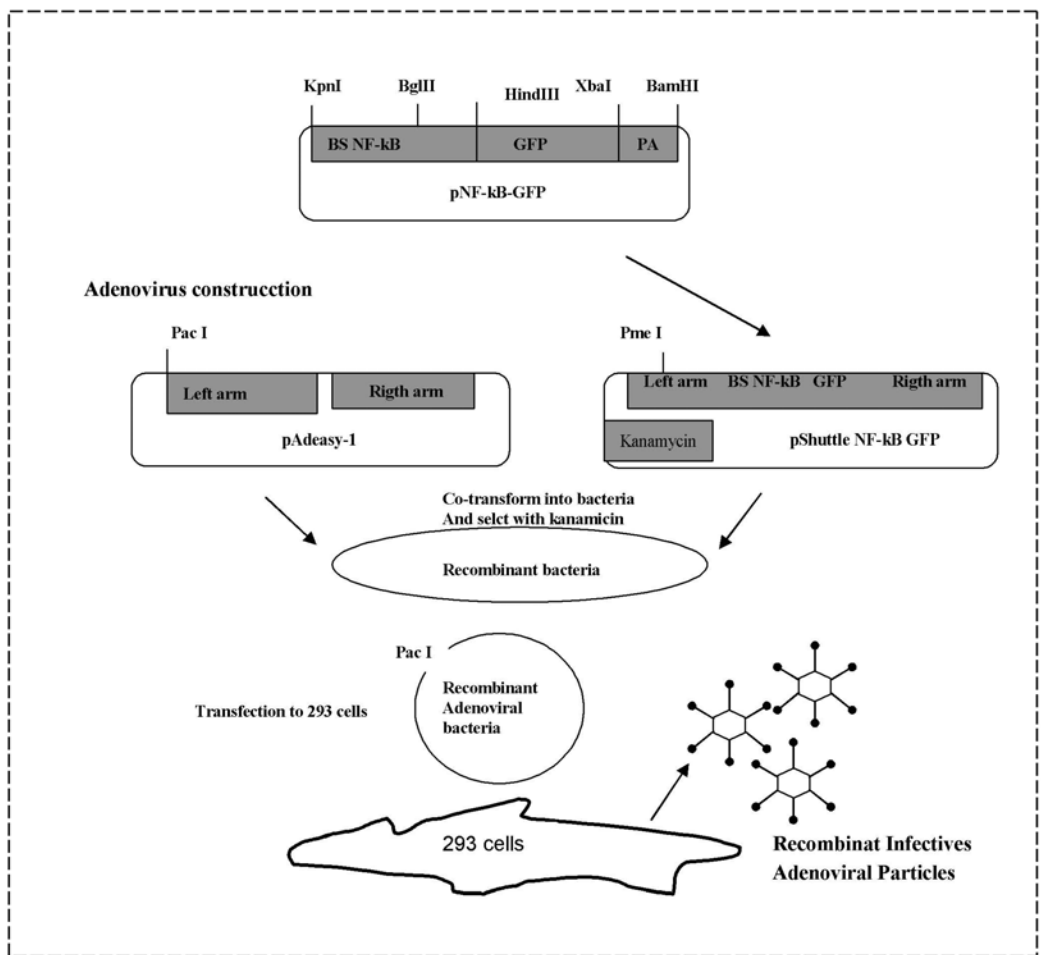 KpnI
BglII
HindIII
XbaI
BamHI
BS NF-kB
GFP
PA
pNF-kB-GFP
Adenovirus construcction
Pac I
Pme I
Left arm
Rigth arm
Left arm
BS NF-kB
GFP
Rigth arm
pAdeasy-1
Kanamycin
pShuttle NF-kB GFP
Co-transform into bacteria
And selct with kanamicin
Recombinant bacteria
Pac I
Recombinant
Adenoviral
bacteria
Transfection to 293 cells
293 cells
Recombinat Infectives
Adenoviral Particles